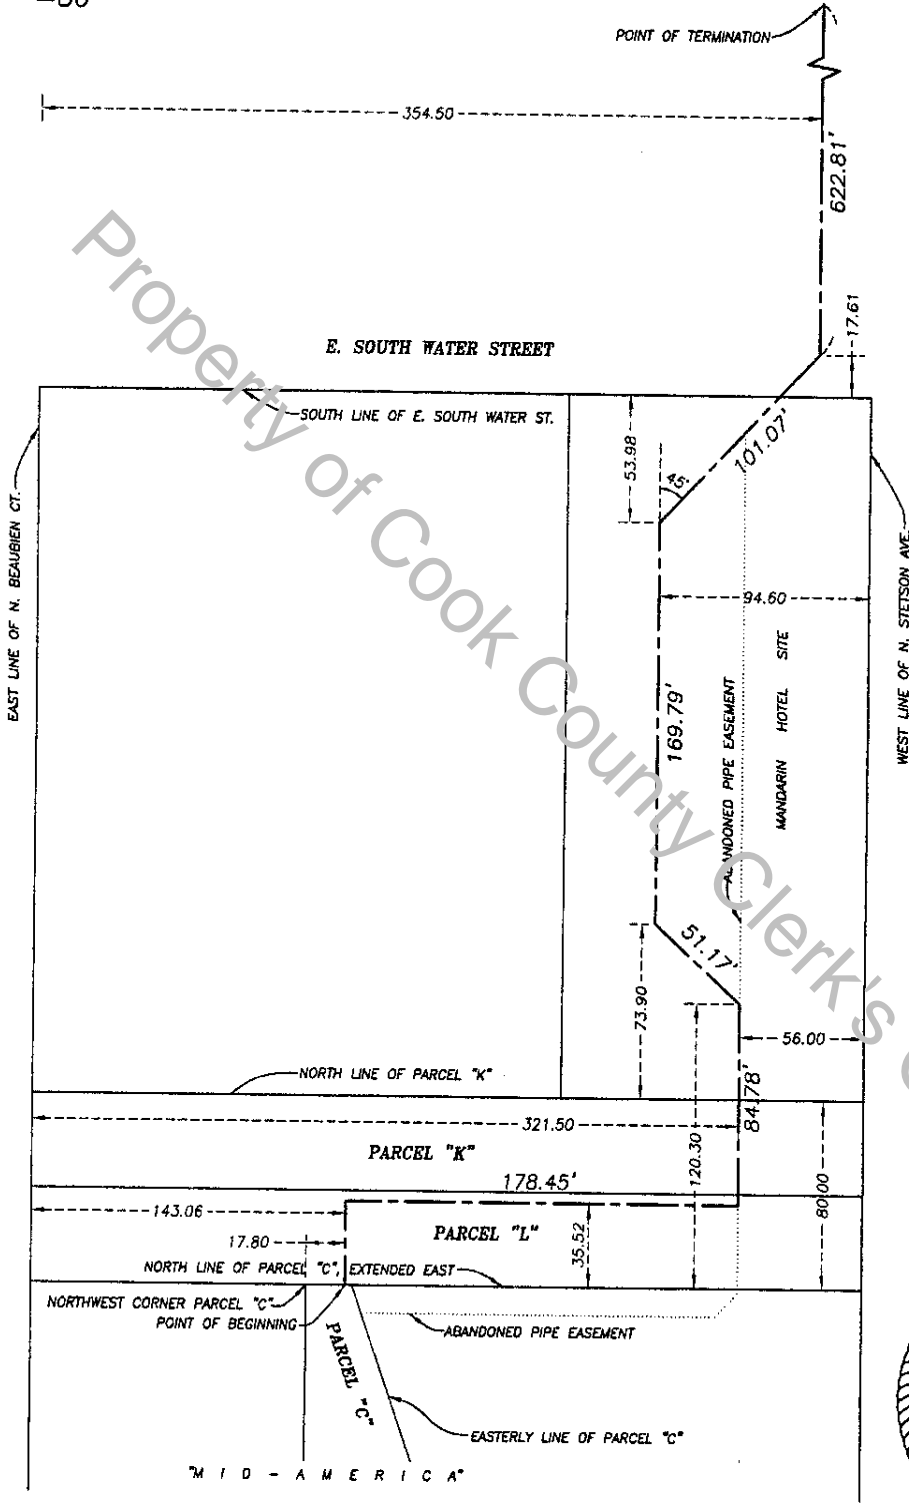 POINT OF TERMINATION
354.50
622.81'
17.61
E. SOUTH WATER STREET
SOUTH LINE OF E. SOUTH WATER ST.
53.98
45°
101.07'
EAST LINE OF N. BEAUBIEN CT.
WEST LINE OF N. STETSON AVE.
94.60
169.79'
ABANDONED PIPE EASEMENT
MANDARIN HOTEL SITE
51.17'
73.90
56.00
NORTH LINE OF PARCEL "K"
84.78'
321.50
PARCEL "K"
120.30
178.45'
80.00
143.06
PARCEL "L"
35.52
17.80
NORTH LINE OF PARCEL "C", EXTENDED EAST
NORTHWEST CORNER PARCEL "C"
POINT OF BEGINNING
ABANDONED PIPE EASEMENT
PARCEL "C"
EASTERLY LINE OF PARCEL "C"
"MID-AMERICA"
Property of Cook County Clerk's